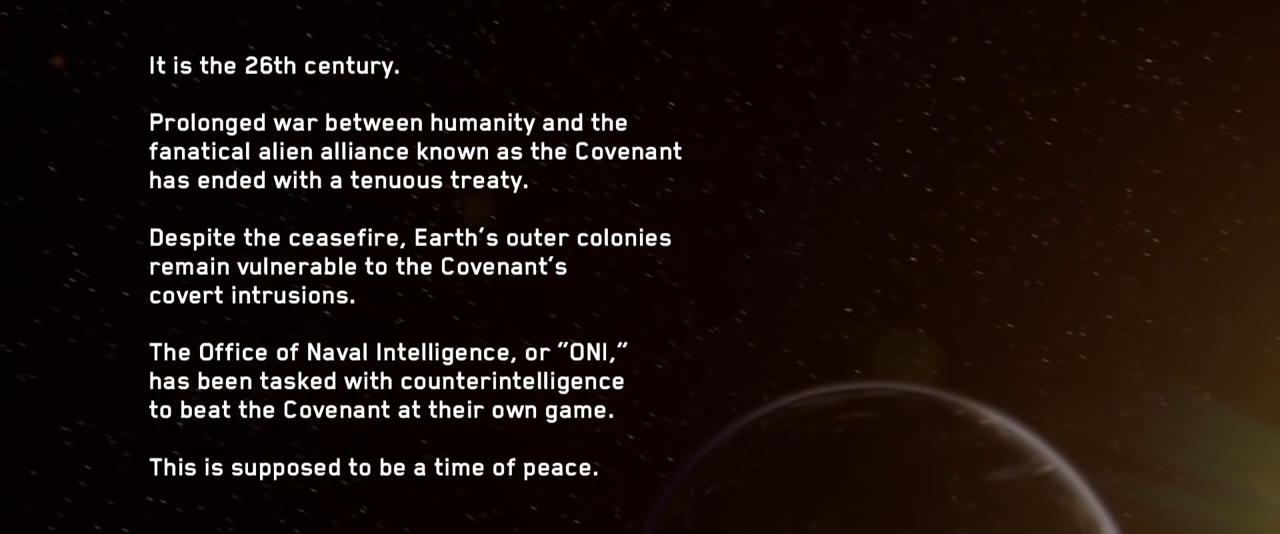 It is the 26th century.
Prolonged war between humanity and the
fanatical alien alliance known as the Covenant
has ended with a tenuous treaty.
Despite the ceasefire, Earth's outer colonies
remain vulnerable to the Covenant's
covert intrusions.
The Office of Naval Intelligence, or "ONI,"
has been tasked with counterintelligence
to beat the Covenant at their own game.
This is supposed to be a time of peace.